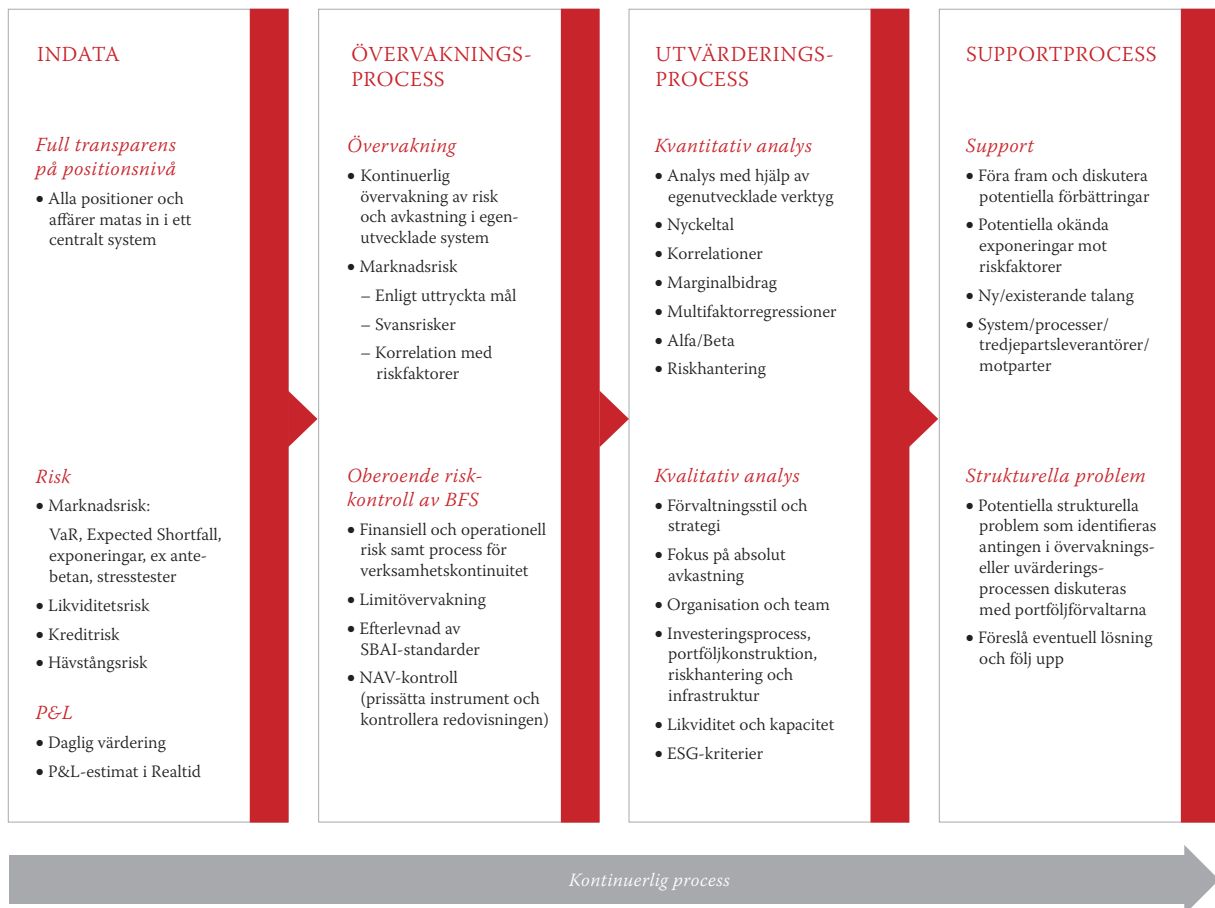 INDATA
Full transparens
på positionsnivå
• Alla positioner och
affärer matas in i ett
centralt system
Risk
• Marknadsrisk:
VaR, Expected Shortfall,
exponeringar, ex ante-
betan, stresstester
• Likviditetsrisk
• Kreditrisk
• Hävstångsrisk
P&L
• Daglig värdering
• P&L-estimat i Realtid
ÖVERVAKNINGS-
PROCESS
Övervakning
• Kontinuerlig
övervakning av risk
och avkastning i egen-
utvecklade system
• Marknadsrisk
– Enligt uttryckta mål
– Svansrisker
– Korrelation med
riskfaktorer
Oberoende risk-
kontroll av BFS
• Finansiell och operationell
risk samt process för
verksamhetskontinuitet
• Limitövervakning
• Efterlevnad av
SBAI-standarder
• NAV-kontroll
(prissätta instrument och
kontrollera redovisningen)
UTVÄRDERINGS-
PROCESS
Kvantitativ analys
• Analys med hjälp av
egenutvecklade verktyg
• Nyckeltal
• Korrelationer
• Marginalbidrag
• Multifaktorregressioner
• Alfa/Beta
• Riskhantering
Kvalitativ analys
• Förvaltningsstil och
strategi
• Fokus på absolut
avkastning
• Organisation och team
• Investeringsprocess,
portföljkonstruktion,
riskhantering och
infrastruktur
• Likviditet och kapacitet
• ESG-kriterier
SUPPORTPROCESS
Support
• Föra fram och diskutera
potentiella förbättringar
• Potentiella okända
exponeringar mot
riskfaktorer
• Ny/existerande talang
• System/processer/
tredjepartsleverantörer/
motparter
Strukturella problem
• Potentiella strukturella
problem som identifieras
antingen i övervaknings-
eller uvärderings-
processen diskuteras
med portföljförvaltarna
• Föreslå eventuell lösning
och följ upp
Kontinuerlig process